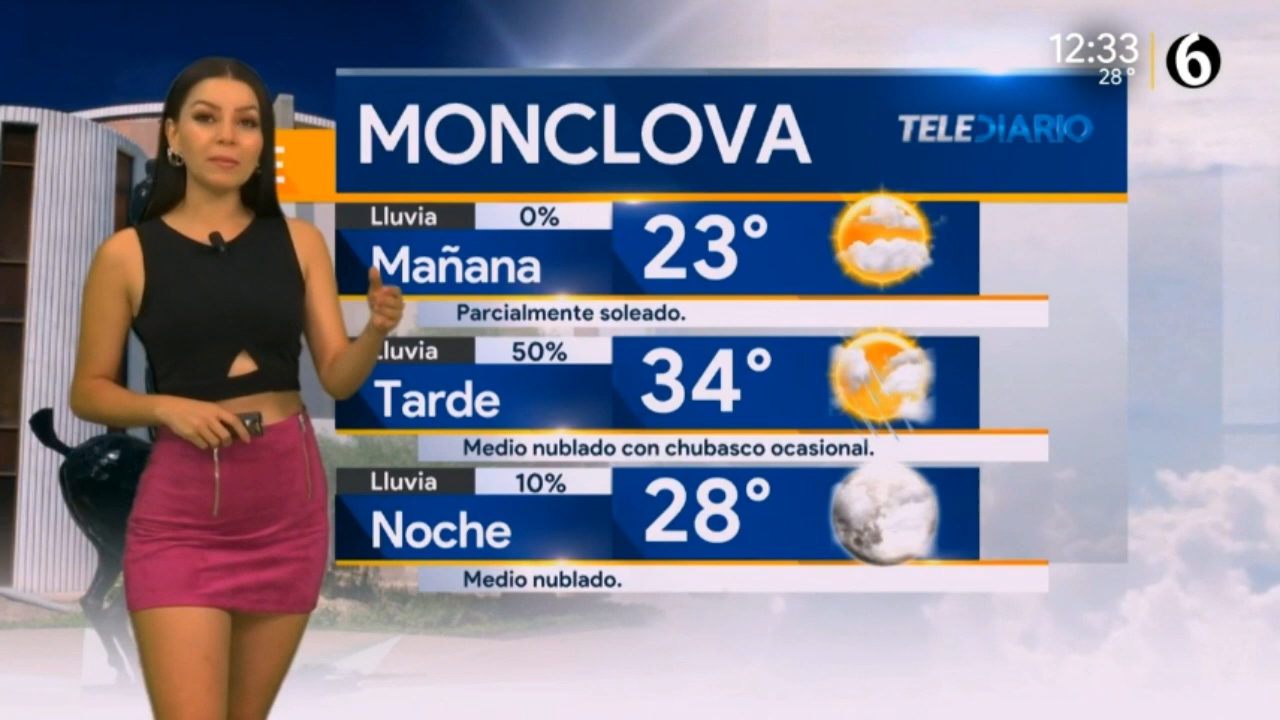 12:33
28°
6
MONCLOVA
TELEDIARIO
E
Lluvia 0%
Mañana 23°
Parcialmente soleado.
Lluvia 50%
Tarde 34°
Medio nublado con chubasco ocasional.
Lluvia 10%
Noche 28°
Medio nublado.